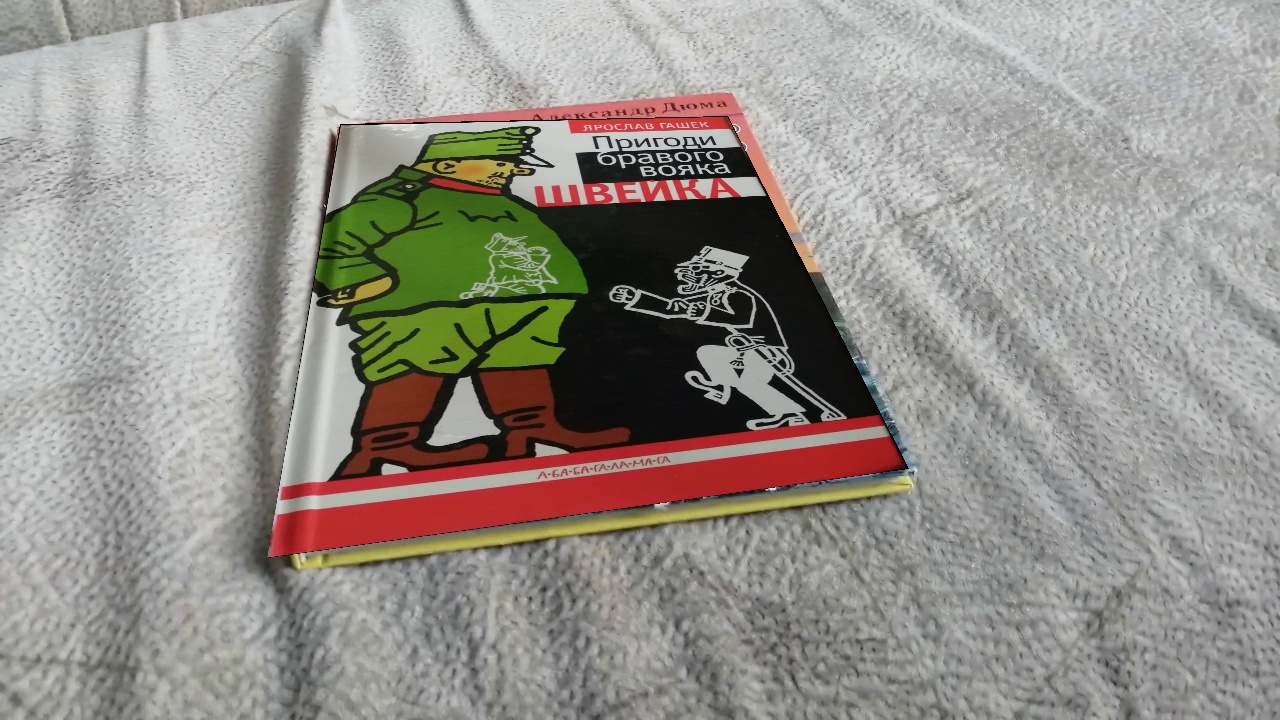 Александр Дюма
ЯРОСЛАВ ГАШЕК
Пригоди
бравого
вояка
ШВЕЙКА
А-БА-БА-ГА-ЛА-МА-ГА